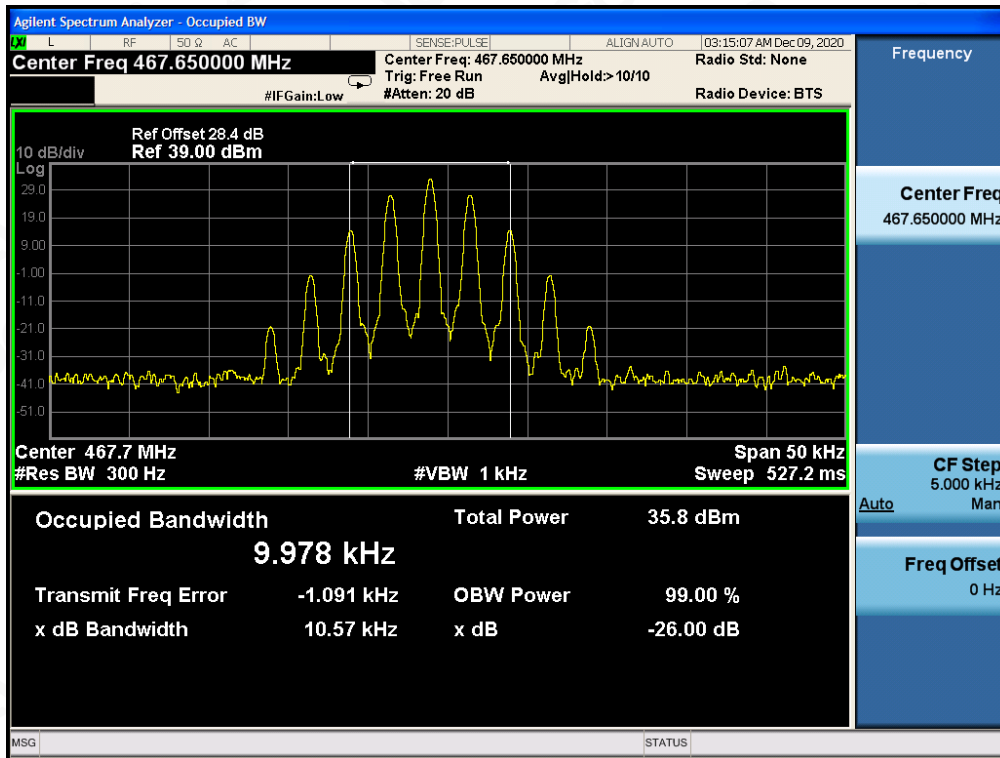 Agilent Spectrum Analyzer - Occupied BW
LXI L RF 50 Ω AC SENSE:PULSE ALIGN AUTO 03:15:07 AM Dec 09, 2020
Center Freq 467.650000 MHz
Center Freq: 467.650000 MHz
Radio Std: None
Trig: Free Run Avg|Hold:> 10/10
#IFGain:Low
#Atten: 20 dB
Radio Device: BTS
Ref Offset 28.4 dB
10 dB/div Ref 39.00 dBm
Log
29.0
19.0
9.00
-1.00
-11.0
-21.0
-31.0
-41.0
-51.0
Center 467.7 MHz Span 50 kHz
#Res BW 300 Hz #VBW 1 kHz Sweep 527.2 ms
Occupied Bandwidth Total Power 35.8 dBm
9.978 kHz
Transmit Freq Error -1.091 kHz OBW Power 99.00 %
x dB Bandwidth 10.57 kHz x dB -26.00 dB
MSG STATUS
Frequency
Center Freq
467.650000 MHz
CF Step
5.000 kHz
Auto Man
Freq Offset
0 Hz